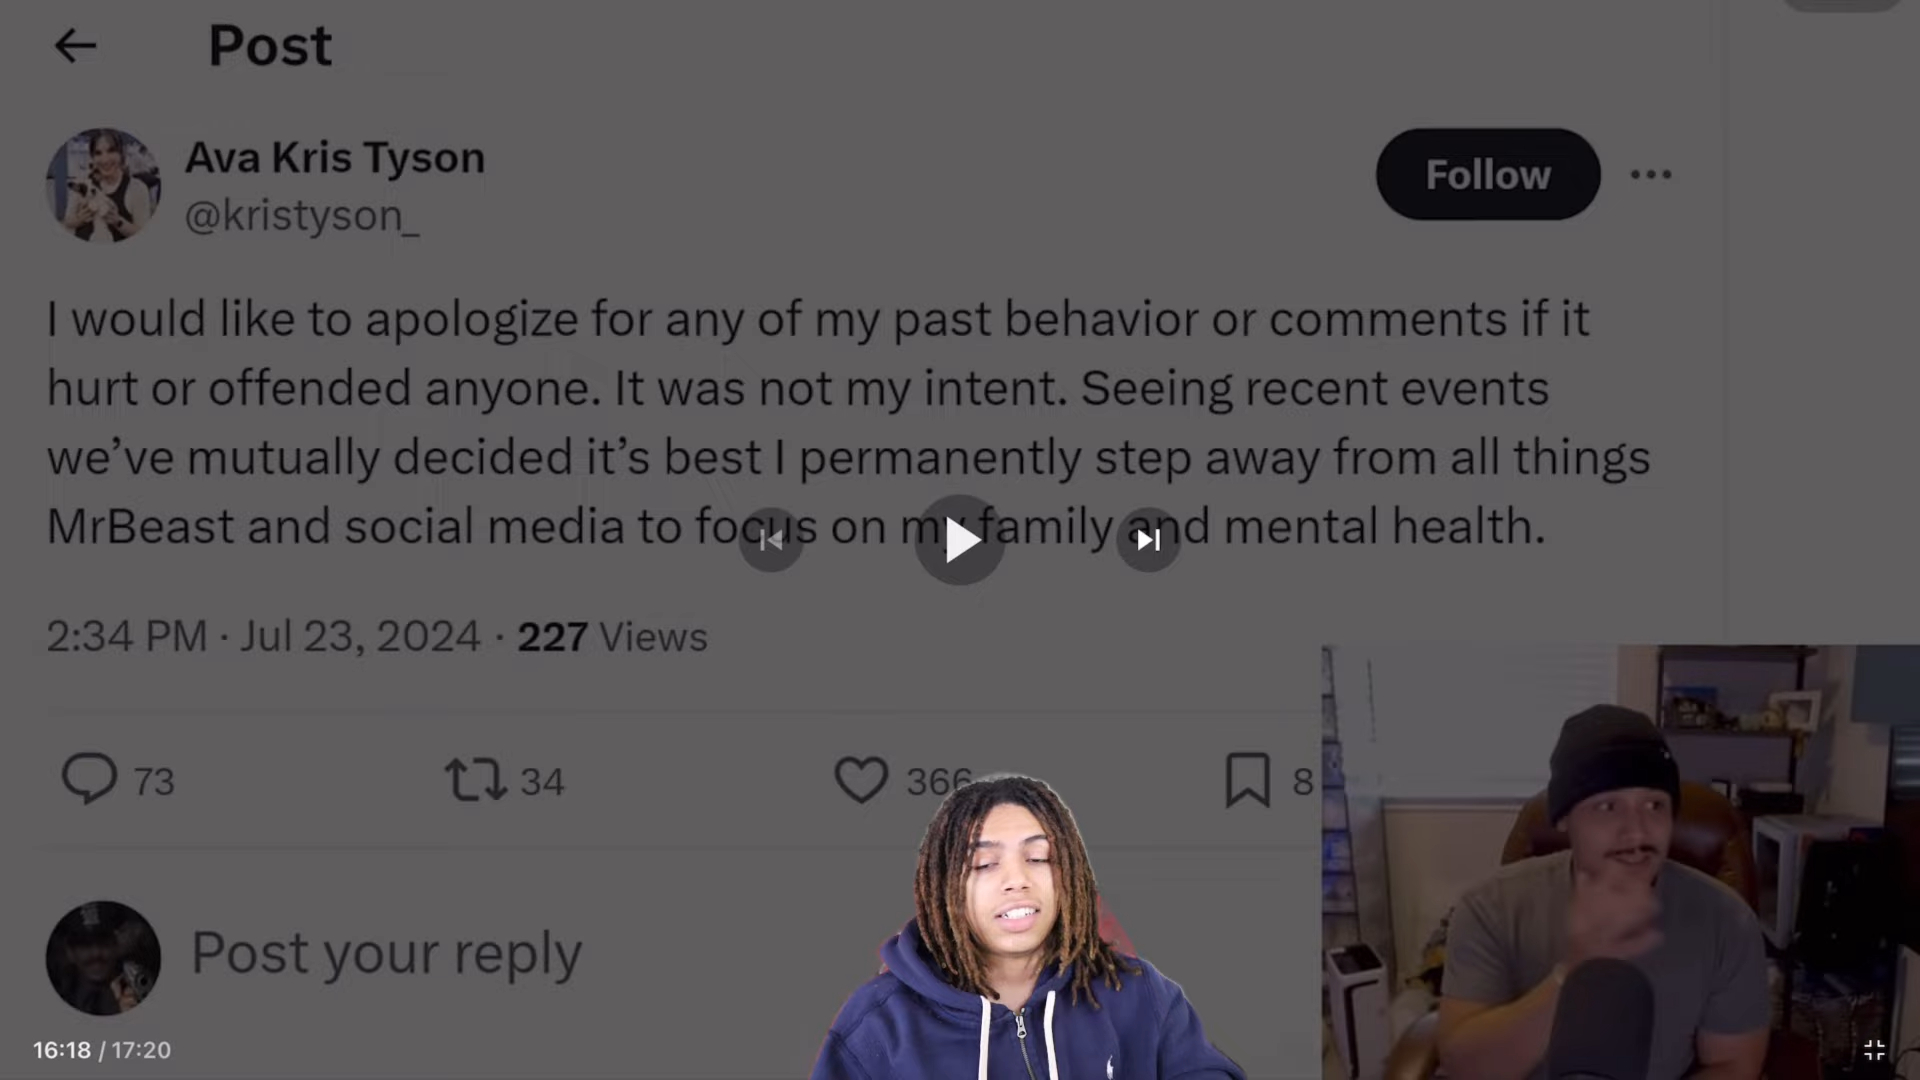 Post
Ava Kris Tyson
@kristyson_
Follow
I would like to apologize for any of my past behavior or comments if it
hurt or offended anyone. It was not my intent. Seeing recent events
we’ve mutually decided it’s best I permanently step away from all things
MrBeast and social media to focus on my family and mental health.
2:34 PM · Jul 23, 2024 · 227 Views
73
34
366
8
Post your reply
16:18 / 17:20